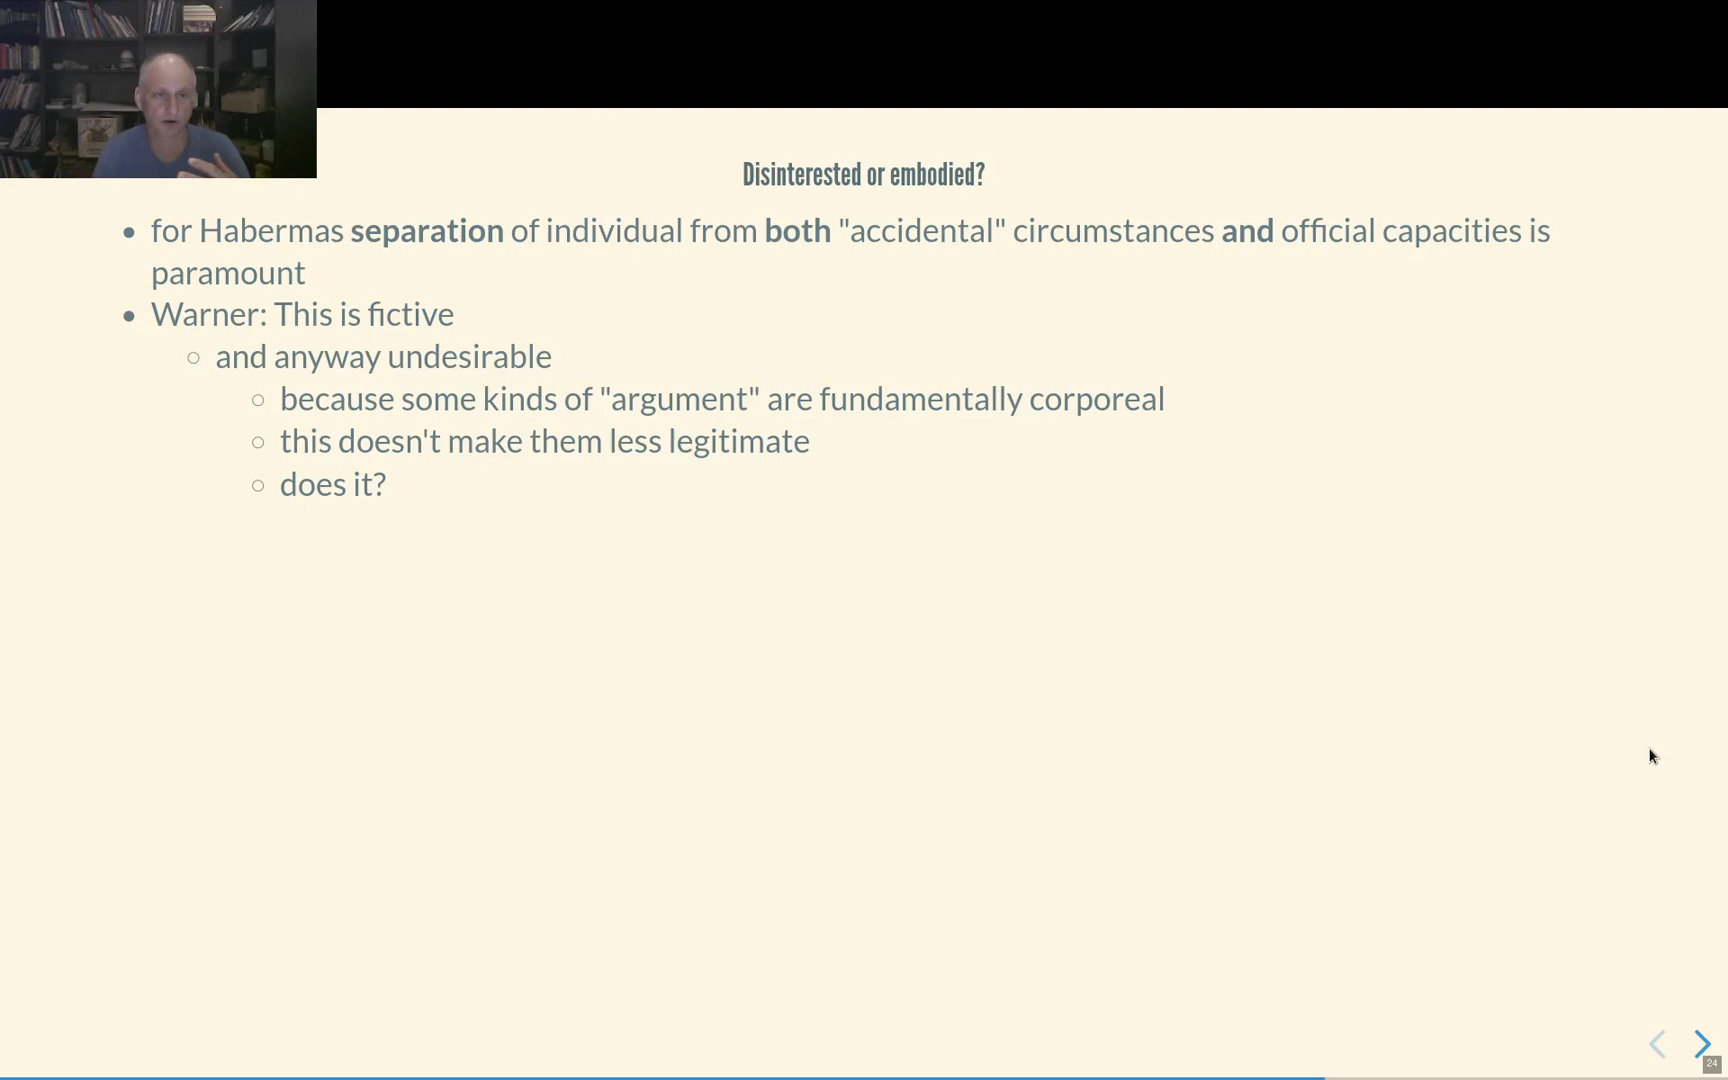 Disinterested or embodied?
for Habermas separation of individual from both "accidental" circumstances and official capacities is
paramount
Warner: This is fictive
and anyway undesirable
because some kinds of "argument" are fundamentally corporeal
this doesn't make them less legitimate
does it?
24